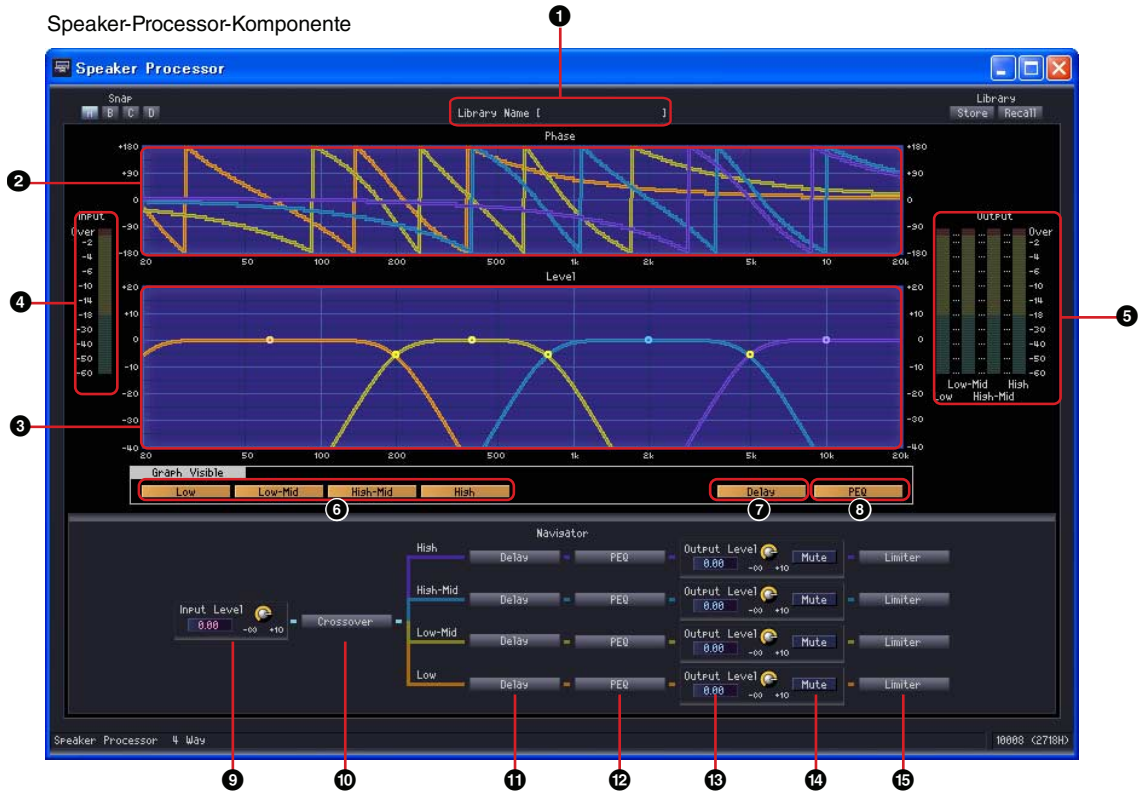 Speaker-Processor-Komponente
1
Speaker Processor
Snap
A B C D
Library Name [ ]
Library
Store Recall
Phase
+180 +180
+90 +90
0 0
-90 -90
-180 -180
20 50 100 200 500 1k 2k 5k 10 20k
2
Input
Over
-2
-4
-6
-10
-14
-18
-30
-40
-50
-60
4
Level
+20 +20
+10 +10
0 0
-10 -10
-20 -20
-30 -30
-40 -40
20 50 100 200 500 1k 2k 5k 10 20k
3
Output
Over
-2
-4
-6
-10
-14
-18
-30
-40
-50
-60
Low-Mid High
Low High-Mid
5
Graph Visible
Low Low-Mid High-Mid High Delay PEQ
6 7 8
Navigator
Input Level
0.00 -∞ +10
Crossover
High
Delay PEQ Output Level Mute Limiter
0.00 -∞ +10
High-Mid
Delay PEQ Output Level Mute Limiter
0.00 -∞ +10
Low-Mid
Delay PEQ Output Level Mute Limiter
0.00 -∞ +10
Low
Delay PEQ Output Level Mute Limiter
0.00 -∞ +10
Speaker Processor 4 Way
10008 (2718H)
9 10 11 12 13 14 15